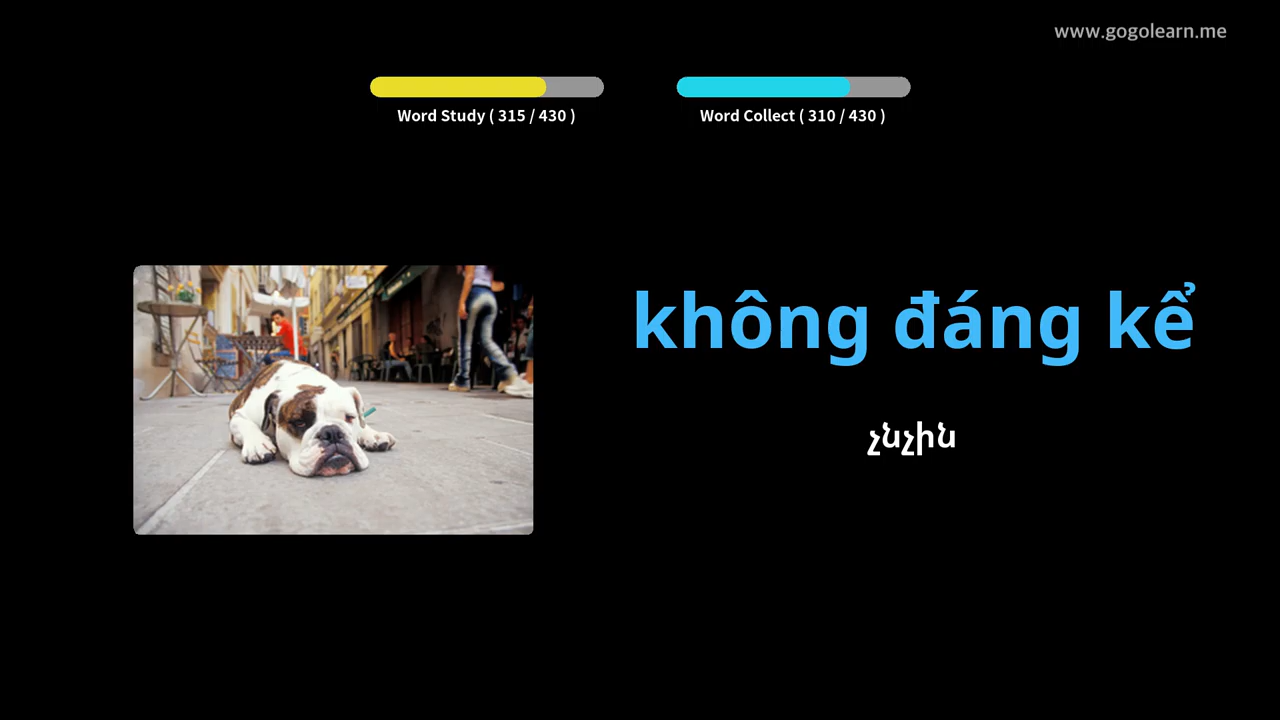 www.gogolearn.me
Word Study ( 315 / 430 )
Word Collect ( 310 / 430 )
không đáng kể
չնչին